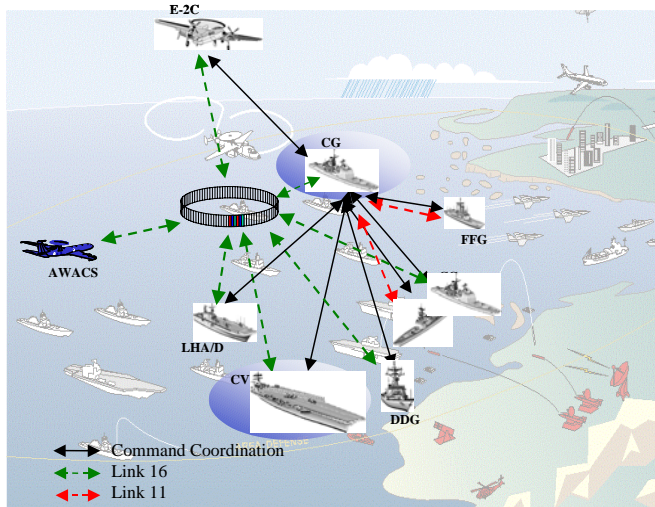 E-2C
CG
FFG
AWACS
LHA/D
CV
DDG
Command Coordination
Link 16
Link 11